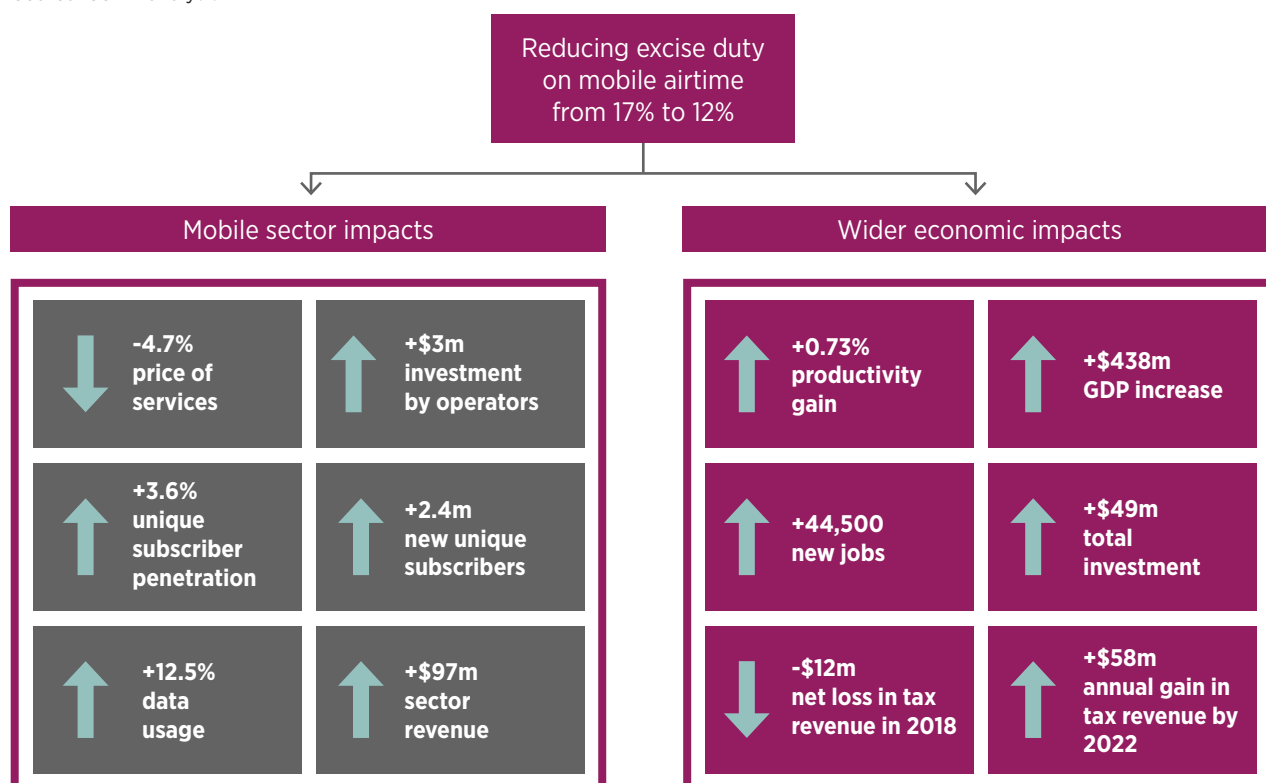 Reducing excise duty
on mobile airtime
from 17% to 12%
Mobile sector impacts
-4.7%
price of
services
+$3m
investment
by operators
+3.6%
unique
subscriber
penetration
+2.4m
new unique
subscribers
+12.5%
data
usage
+$97m
sector
revenue
Wider economic impacts
+0.73%
productivity
gain
+$438m
GDP increase
+44,500
new jobs
+$49m
total
investment
-$12m
net loss in tax
revenue in 2018
+$58m
annual gain in
tax revenue by
2022